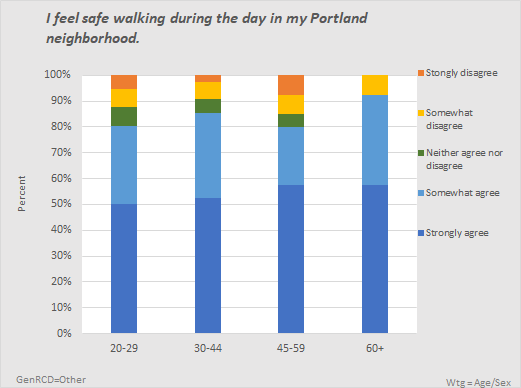 I feel safe walking during the day in my Portland
neighborhood.
100%
90%
80%
70%
60%
50%
40%
30%
20%
10%
0%
Percent
20-29
30-44
45-59
60+
Stongly disagree
Somewhat
disagree
Neither agree nor
disagree
Somewhat agree
Strongly agree
GenRCD=Other
Wtg = Age/Sex